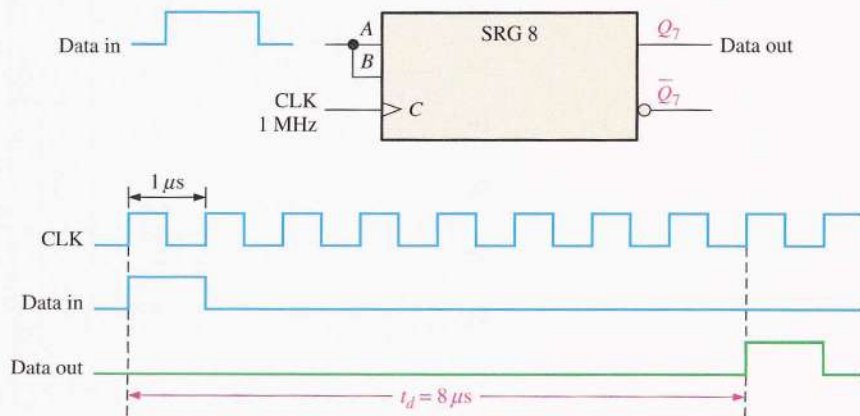 Data in
A
B
SRG 8
Q₇
Data out
CLK
1 MHz
C
Q̅₇
1 μs
CLK
Data in
Data out
t_d = 8 μs